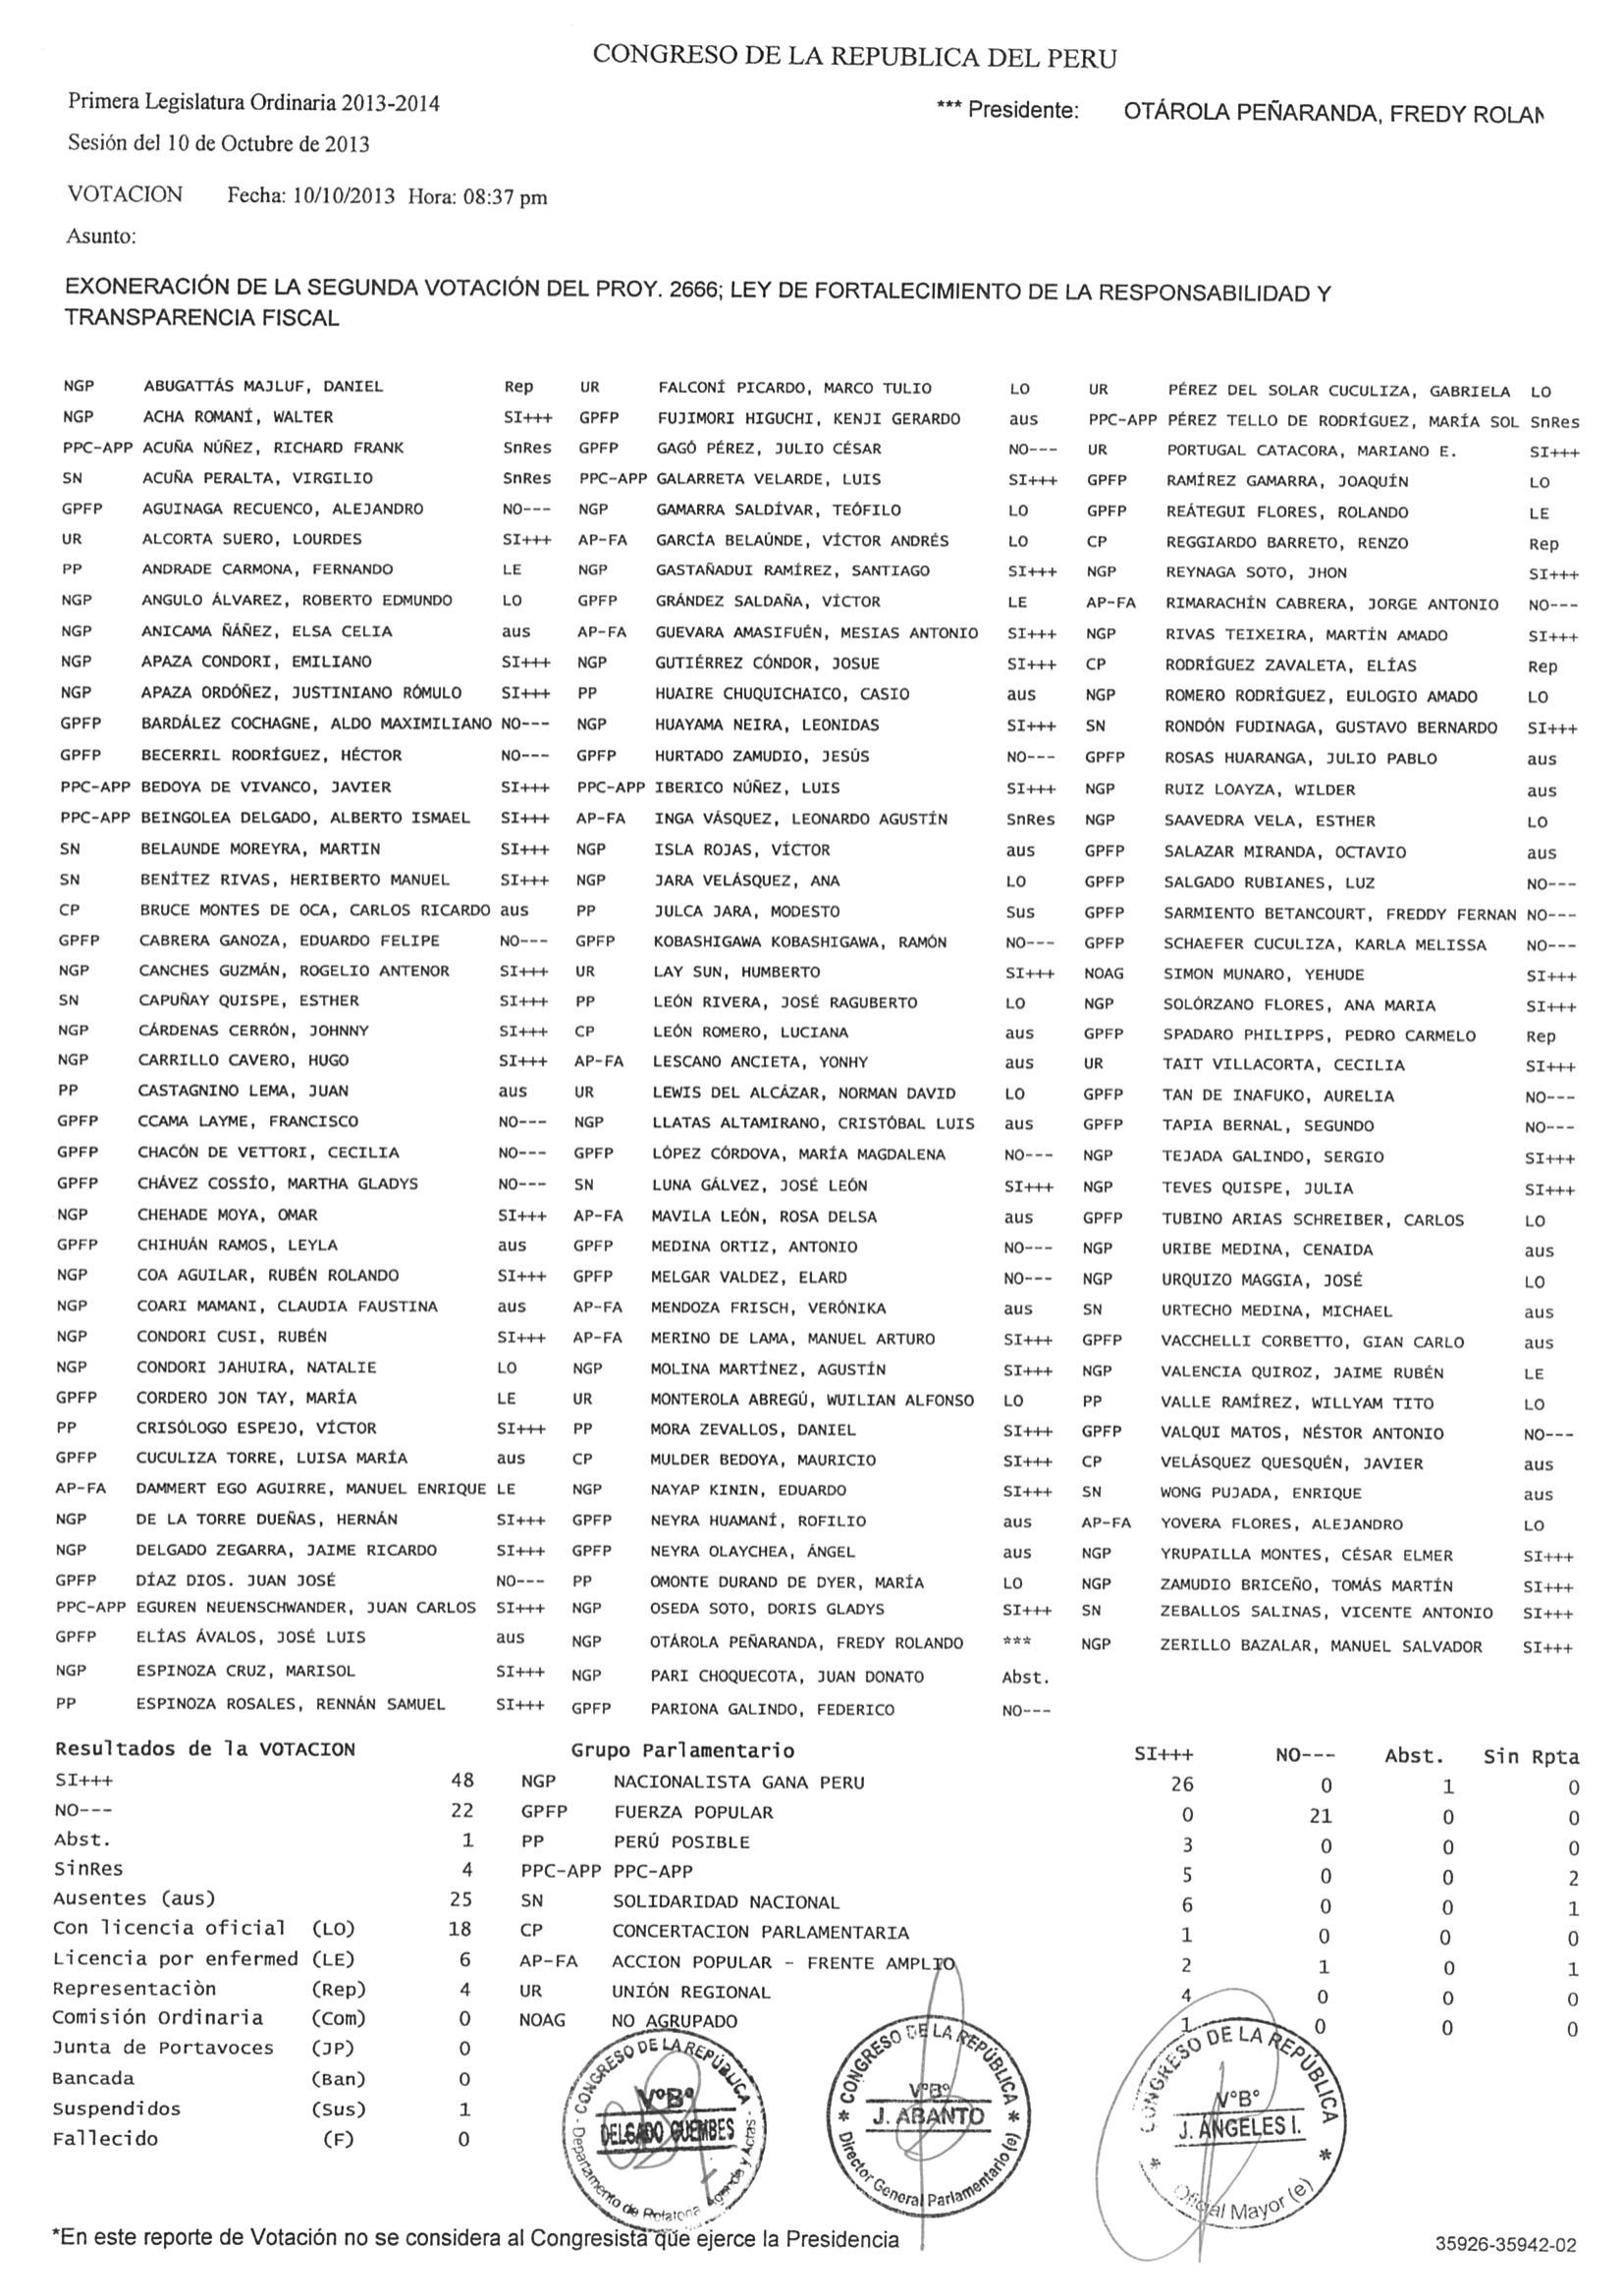 CONGRESO DE LA REPUBLICA DEL PERU
Primera Legislatura Ordinaria 2013-2014 *** Presidente: OTÁROLA PEÑARANDA, FREDY ROLAN
Sesión del 10 de Octubre de 2013
VOTACION Fecha: 10/10/2013 Hora: 08:37 pm
Asunto:
EXONERACIÓN DE LA SEGUNDA VOTACIÓN DEL PROY. 2666; LEY DE FORTALECIMIENTO DE LA RESPONSABILIDAD Y
TRANSPARENCIA FISCAL
NGP ABUGATTÁS MAJLUF, DANIEL Rep UR FALCONÍ PICARDO, MARCO TULIO LO UR PÉREZ DEL SOLAR CUCULIZA, GABRIELA LO
NGP ACHA ROMANÍ, WALTER SI+++ GPFP FUJIMORI HIGUCHI, KENJI GERARDO aus PPC-APP PÉREZ TELLO DE RODRÍGUEZ, MARÍA SOL SnRes
PPC-APP ACUÑA NÚÑEZ, RICHARD FRANK SnRes GPFP GAGÓ PÉREZ, JULIO CÉSAR NO--- UR PORTUGAL CATACORA, MARIANO E. SI+++
SN ACUÑA PERALTA, VIRGILIO SnRes PPC-APP GALARRETA VELARDE, LUIS SI+++ GPFP RAMÍREZ GAMARRA, JOAQUÍN LO
GPFP AGUINAGA RECUENCO, ALEJANDRO NO--- NGP GAMARRA SALDÍVAR, TEÓFILO LO GPFP REÁTEGUI FLORES, ROLANDO LE
UR ALCORTA SUERO, LOURDES SI+++ AP-FA GARCÍA BELAÚNDE, VÍCTOR ANDRÉS LO CP REGGIARDO BARRETO, RENZO Rep
PP ANDRADE CARMONA, FERNANDO LE NGP GASTAÑADUI RAMÍREZ, SANTIAGO SI+++ NGP REYNAGA SOTO, JHON SI+++
NGP ANGULO ÁLVAREZ, ROBERTO EDMUNDO LO GPFP GRÁNDEZ SALDAÑA, VÍCTOR LE AP-FA RIMARACHÍN CABRERA, JORGE ANTONIO NO---
NGP ANICAMA ÑÁÑEZ, ELSA CELIA aus AP-FA GUEVARA AMASIFUÉN, MESIAS ANTONIO SI+++ NGP RIVAS TEIXEIRA, MARTÍN AMADO SI+++
NGP APAZA CONDORI, EMILIANO SI+++ NGP GUTIÉRREZ CÓNDOR, JOSUE SI+++ CP RODRÍGUEZ ZAVALETA, ELÍAS Rep
NGP APAZA ORDÓÑEZ, JUSTINIANO RÓMULO SI+++ PP HUAIRE CHUQUICHAICO, CASIO aus NGP ROMERO RODRÍGUEZ, EULOGIO AMADO LO
GPFP BARDÁLEZ COCHAGNE, ALDO MAXIMILIANO NO--- NGP HUAYAMA NEIRA, LEONIDAS SI+++ SN RONDÓN FUDINAGA, GUSTAVO BERNARDO SI+++
GPFP BECERRIL RODRÍGUEZ, HÉCTOR NO--- GPFP HURTADO ZAMUDIO, JESÚS NO--- GPFP ROSAS HUARANGA, JULIO PABLO aus
PPC-APP BEDOYA DE VIVANCO, JAVIER SI+++ PPC-APP IBERICO NÚÑEZ, LUIS SI+++ NGP RUIZ LOAYZA, WILDER aus
PPC-APP BEINGOLEA DELGADO, ALBERTO ISMAEL SI+++ AP-FA INGA VÁSQUEZ, LEONARDO AGUSTÍN SnRes NGP SAAVEDRA VELA, ESTHER LO
SN BELAUNDE MOREYRA, MARTIN SI+++ NGP ISLA ROJAS, VÍCTOR aus GPFP SALAZAR MIRANDA, OCTAVIO aus
SN BENÍTEZ RIVAS, HERIBERTO MANUEL SI+++ NGP JARA VELÁSQUEZ, ANA LO GPFP SALGADO RUBIANES, LUZ NO---
CP BRUCE MONTES DE OCA, CARLOS RICARDO aus PP JULCA JARA, MODESTO Sus GPFP SARMIENTO BETANCOURT, FREDDY FERNAN NO---
GPFP CABRERA GANOZA, EDUARDO FELIPE NO--- GPFP KOBASHIGAWA KOBASHIGAWA, RAMÓN NO--- GPFP SCHAEFER CUCULIZA, KARLA MELISSA NO---
NGP CANCHES GUZMÁN, ROGELIO ANTENOR SI+++ UR LAY SUN, HUMBERTO SI+++ NOAG SIMON MUNARO, YEHUDE SI+++
SN CAPUÑAY QUISPE, ESTHER SI+++ PP LEÓN RIVERA, JOSÉ RAGUBERTO LO NGP SOLÓRZANO FLORES, ANA MARIA SI+++
NGP CÁRDENAS CERRÓN, JOHNNY SI+++ CP LEÓN ROMERO, LUCIANA aus GPFP SPADARO PHILIPPS, PEDRO CARMELO Rep
NGP CARRILLO CAVERO, HUGO SI+++ AP-FA LESCANO ANCIETA, YONHY aus UR TAIT VILLACORTA, CECILIA SI+++
PP CASTAGNINO LEMA, JUAN aus UR LEWIS DEL ALCÁZAR, NORMAN DAVID LO GPFP TAN DE INAFUKO, AURELIA NO---
GPFP CCAMA LAYME, FRANCISCO NO--- NGP LLATAS ALTAMIRANO, CRISTÓBAL LUIS aus GPFP TAPIA BERNAL, SEGUNDO NO---
GPFP CHACÓN DE VETTORI, CECILIA NO--- GPFP LÓPEZ CÓRDOVA, MARÍA MAGDALENA NO--- NGP TEJADA GALINDO, SERGIO SI+++
GPFP CHÁVEZ COSSÍO, MARTHA GLADYS NO--- SN LUNA GÁLVEZ, JOSÉ LEÓN SI+++ NGP TEVES QUISPE, JULIA SI+++
NGP CHEHADE MOYA, OMAR SI+++ AP-FA MAVILA LEÓN, ROSA DELSA aus GPFP TUBINO ARIAS SCHREIBER, CARLOS LO
GPFP CHIHUÁN RAMOS, LEYLA aus GPFP MEDINA ORTIZ, ANTONIO NO--- NGP URIBE MEDINA, CENAIDA aus
NGP COA AGUILAR, RUBÉN ROLANDO SI+++ GPFP MELGAR VALDEZ, ELARD NO--- NGP URQUIZO MAGGIA, JOSÉ LO
NGP COARI MAMANI, CLAUDIA FAUSTINA aus AP-FA MENDOZA FRISCH, VERÓNIKA aus SN URTECHO MEDINA, MICHAEL aus
NGP CONDORI CUSI, RUBÉN SI+++ AP-FA MERINO DE LAMA, MANUEL ARTURO SI+++ GPFP VACCHELLI CORBETTO, GIAN CARLO aus
NGP CONDORI JAHUIRA, NATALIE LO NGP MOLINA MARTÍNEZ, AGUSTÍN SI+++ NGP VALENCIA QUIROZ, JAIME RUBÉN LE
GPFP CORDERO JON TAY, MARÍA LE UR MONTEROLA ABREGÚ, WUILIAN ALFONSO LO PP VALLE RAMÍREZ, WILLYAM TITO LO
PP CRISÓLOGO ESPEJO, VÍCTOR SI+++ PP MORA ZEVALLOS, DANIEL SI+++ GPFP VALQUI MATOS, NÉSTOR ANTONIO NO---
GPFP CUCULIZA TORRE, LUISA MARÍA aus CP MULDER BEDOYA, MAURICIO SI+++ CP VELÁSQUEZ QUESQUÉN, JAVIER aus
AP-FA DAMMERT EGO AGUIRRE, MANUEL ENRIQUE LE NGP NAYAP KININ, EDUARDO SI+++ SN WONG PUJADA, ENRIQUE aus
NGP DE LA TORRE DUEÑAS, HERNÁN SI+++ GPFP NEYRA HUAMANÍ, ROFILIO aus AP-FA YOVERA FLORES, ALEJANDRO LO
NGP DELGADO ZEGARRA, JAIME RICARDO SI+++ GPFP NEYRA OLAYCHEA, ÁNGEL aus NGP YRUPAILLA MONTES, CÉSAR ELMER SI+++
GPFP DÍAZ DIOS. JUAN JOSÉ NO--- PP OMONTE DURAND DE DYER, MARÍA LO NGP ZAMUDIO BRICEÑO, TOMÁS MARTÍN SI+++
PPC-APP EGUREN NEUENSCHWANDER, JUAN CARLOS SI+++ NGP OSEDA SOTO, DORIS GLADYS SI+++ SN ZEBALLOS SALINAS, VICENTE ANTONIO SI+++
GPFP ELÍAS ÁVALOS, JOSÉ LUIS aus NGP OTÁROLA PEÑARANDA, FREDY ROLANDO *** NGP ZERILLO BAZALAR, MANUEL SALVADOR SI+++
NGP ESPINOZA CRUZ, MARISOL SI+++ NGP PARI CHOQUECOTA, JUAN DONATO Abst.
PP ESPINOZA ROSALES, RENNÁN SAMUEL SI+++ GPFP PARIONA GALINDO, FEDERICO NO---
Resultados de la VOTACION Grupo Parlamentario SI+++ NO--- Abst. Sin Rpta
SI+++ 48 NGP NACIONALISTA GANA PERU 26 0 1 0
NO--- 22 GPFP FUERZA POPULAR 0 21 0 0
Abst. 1 PP PERÚ POSIBLE 3 0 0 0
SinRes 4 PPC-APP PPC-APP 5 0 0 2
Ausentes (aus) 25 SN SOLIDARIDAD NACIONAL 6 0 0 1
Con licencia oficial (LO) 18 CP CONCERTACION PARLAMENTARIA 1 0 0 0
Licencia por enfermed (LE) 6 AP-FA ACCION POPULAR - FRENTE AMPLIO 2 1 0 1
Representaciòn (Rep) 4 UR UNIÓN REGIONAL 4 0 0 0
Comisión Ordinaria (Com) 0 NOAG NO AGRUPADO 1 0 0 0
Junta de Portavoces (JP) 0
Bancada (Ban) 0
Suspendidos (Sus) 1
Fallecido (F) 0
CONGRESO DE LA REPÚBLICA
V°B°
DELGADO GUEMBES
Departamento de Relatoria Agenda y Actas
CONGRESO DE LA REPÚBLICA
V°B°
J. ABANTO
Director General Parlamentario (e)
CONGRESO DE LA REPÚBLICA
V°B°
J. ANGELES I.
Oficial Mayor (e)
*En este reporte de Votación no se considera al Congresista que ejerce la Presidencia 35926-35942-02